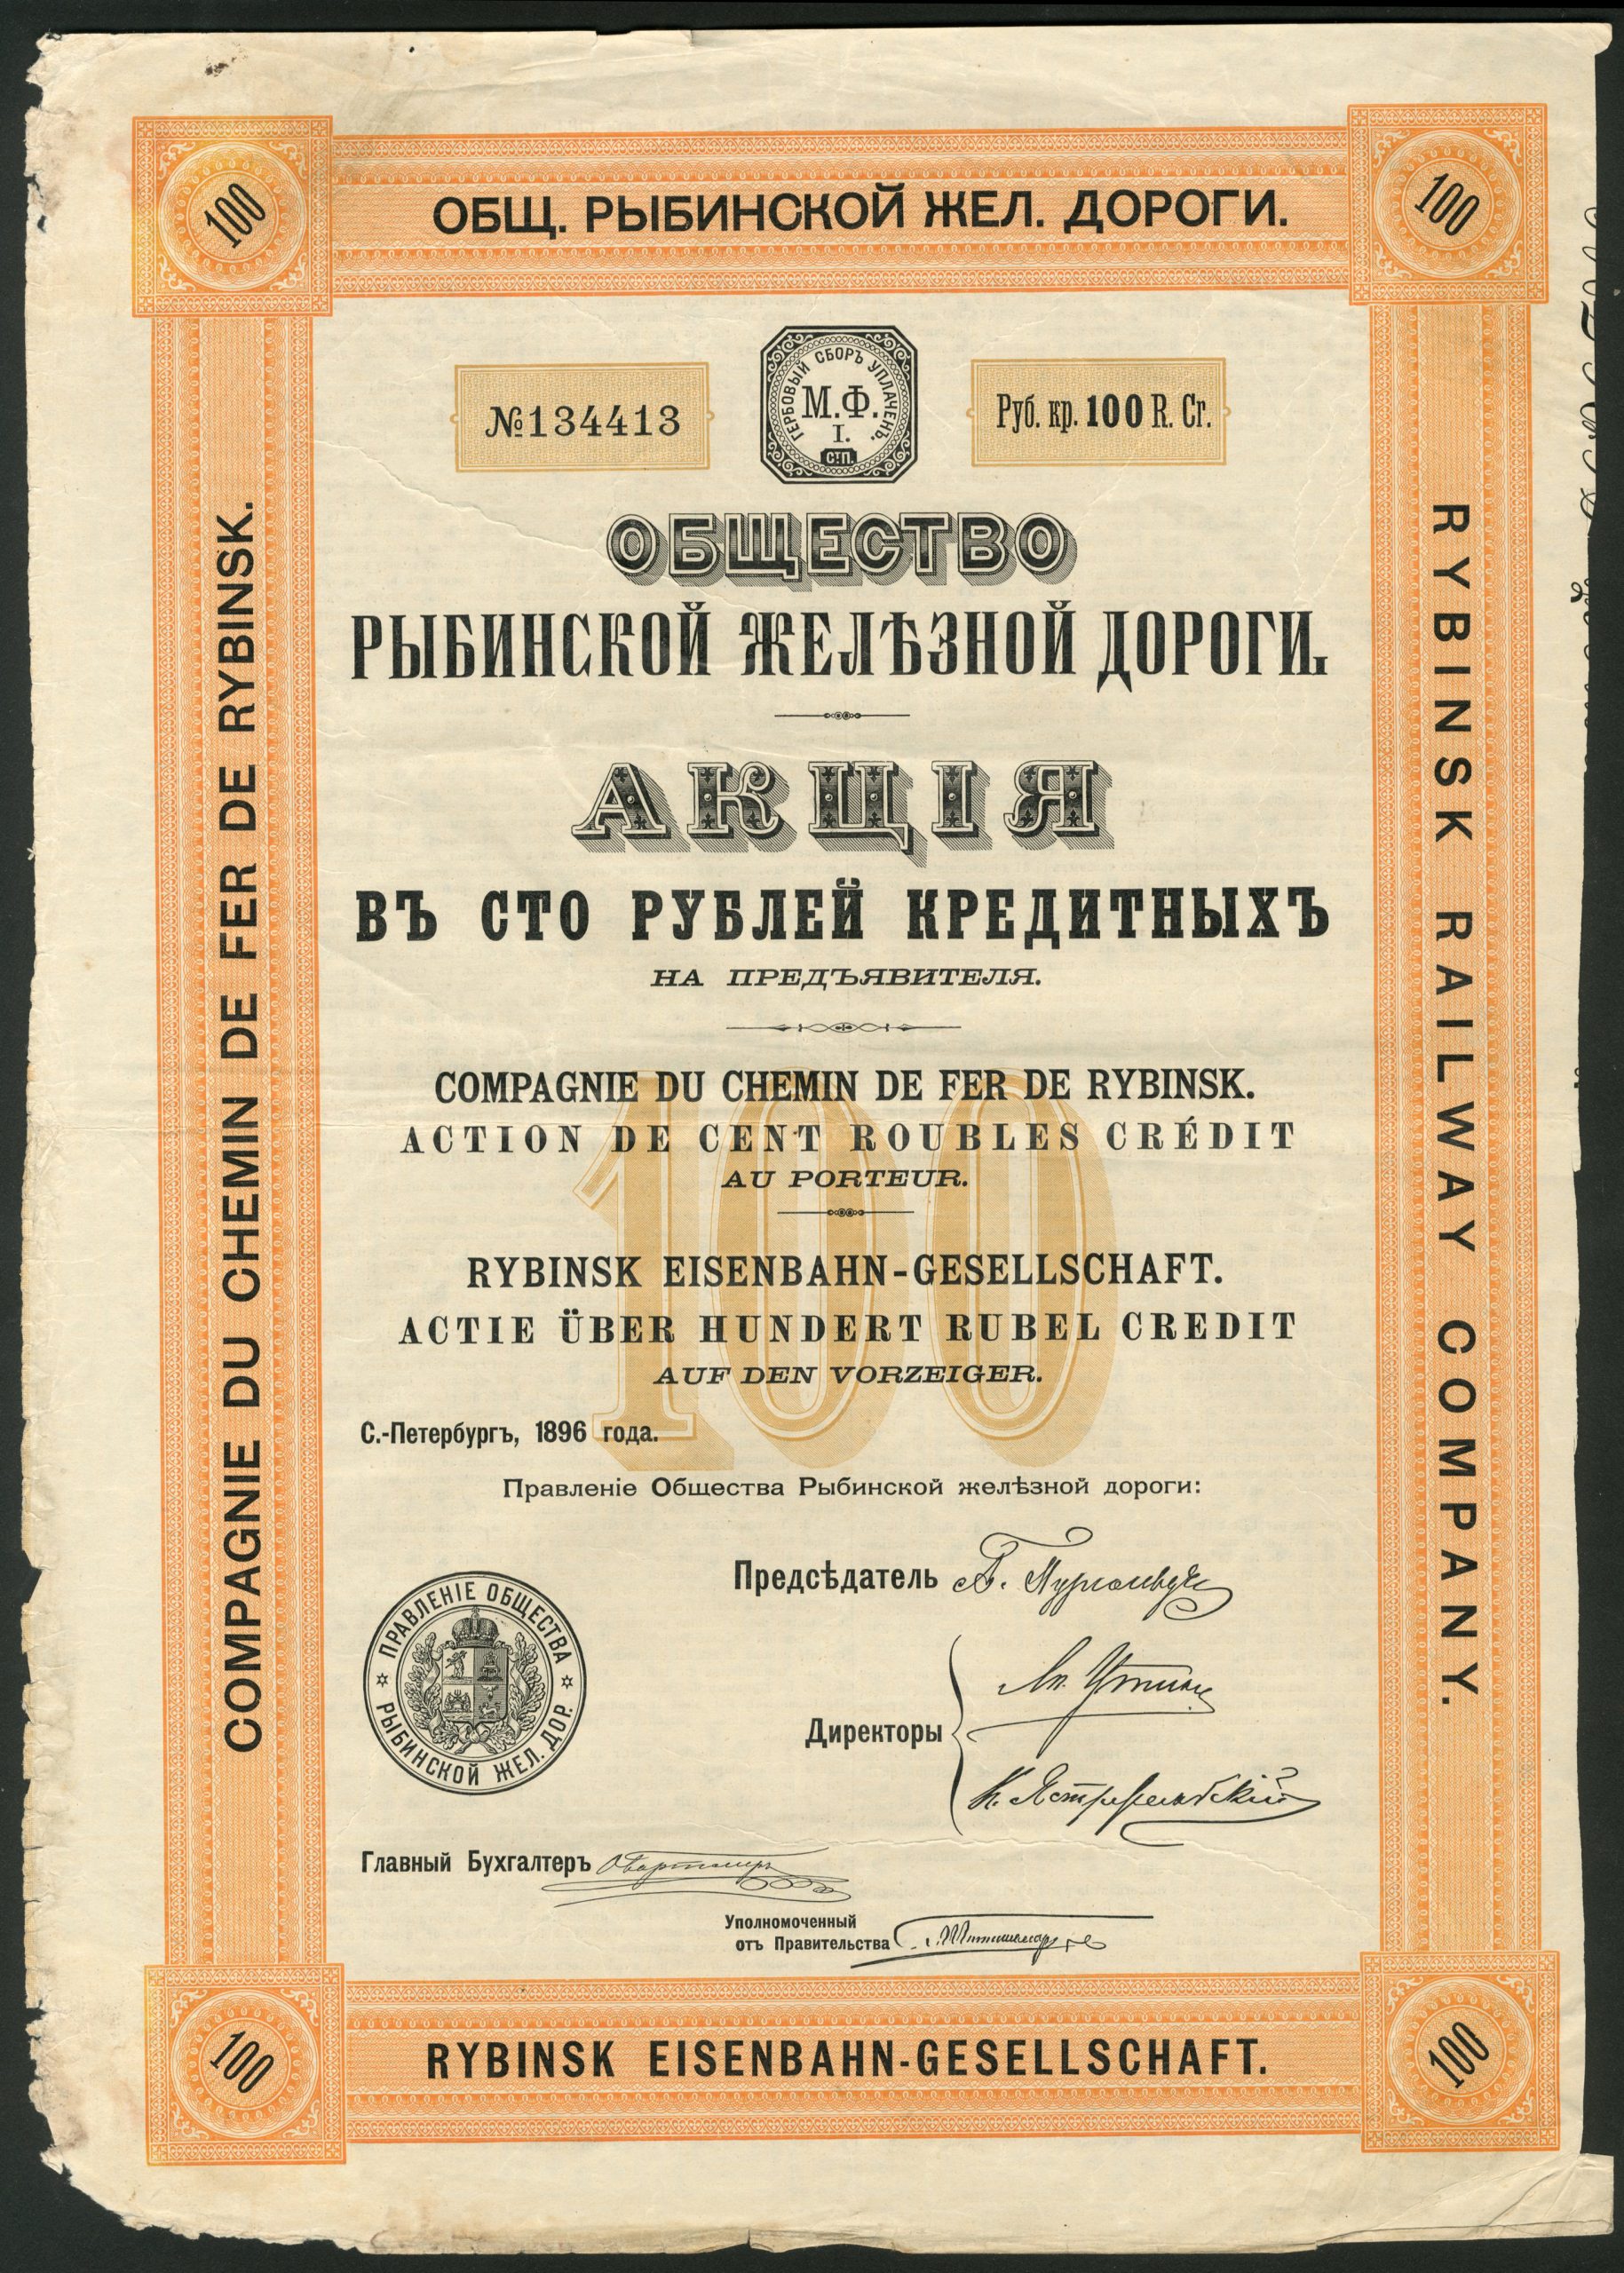 100
ОБЩ. РЫБИНСКОЙ ЖЕЛ. ДОРОГИ.
100
COMPAGNIE DU CHEMIN DE FER DE RYBINSK.
RYBINSK RAILWAY COMPANY.
№134413
ГЕРБОВЫЙ СБОРЪ УПЛАЧЕНЪ.
М.Ф.
I.
С.П.
Руб. кр. 100 R. Cr.
ОБЩЕСТВО
РЫБИНСКОЙ ЖЕЛѢЗНОЙ ДОРОГИ.
АКЦІЯ
ВЪ СТО РУБЛЕЙ КРЕДИТНЫХЪ
НА ПРЕДЪЯВИТЕЛЯ.
100
COMPAGNIE DU CHEMIN DE FER DE RYBINSK.
ACTION DE CENT ROUBLES CRÉDIT
AU PORTEUR.
RYBINSK EISENBAHN-GESELLSCHAFT.
ACTIE ÜBER HUNDERT RUBEL CREDIT
AUF DEN VORZEIGER.
С.-Петербургъ, 1896 года.
Правленіе Общества Рыбинской желѣзной дороги:
Предсѣдатель
ПРАВЛЕНІЕ ОБЩЕСТВА
РЫБИНСКОЙ ЖЕЛ. ДОР.
Директоры
Главный Бухгалтеръ
Уполномоченный
отъ Правительства
100
RYBINSK EISENBAHN-GESELLSCHAFT.
100